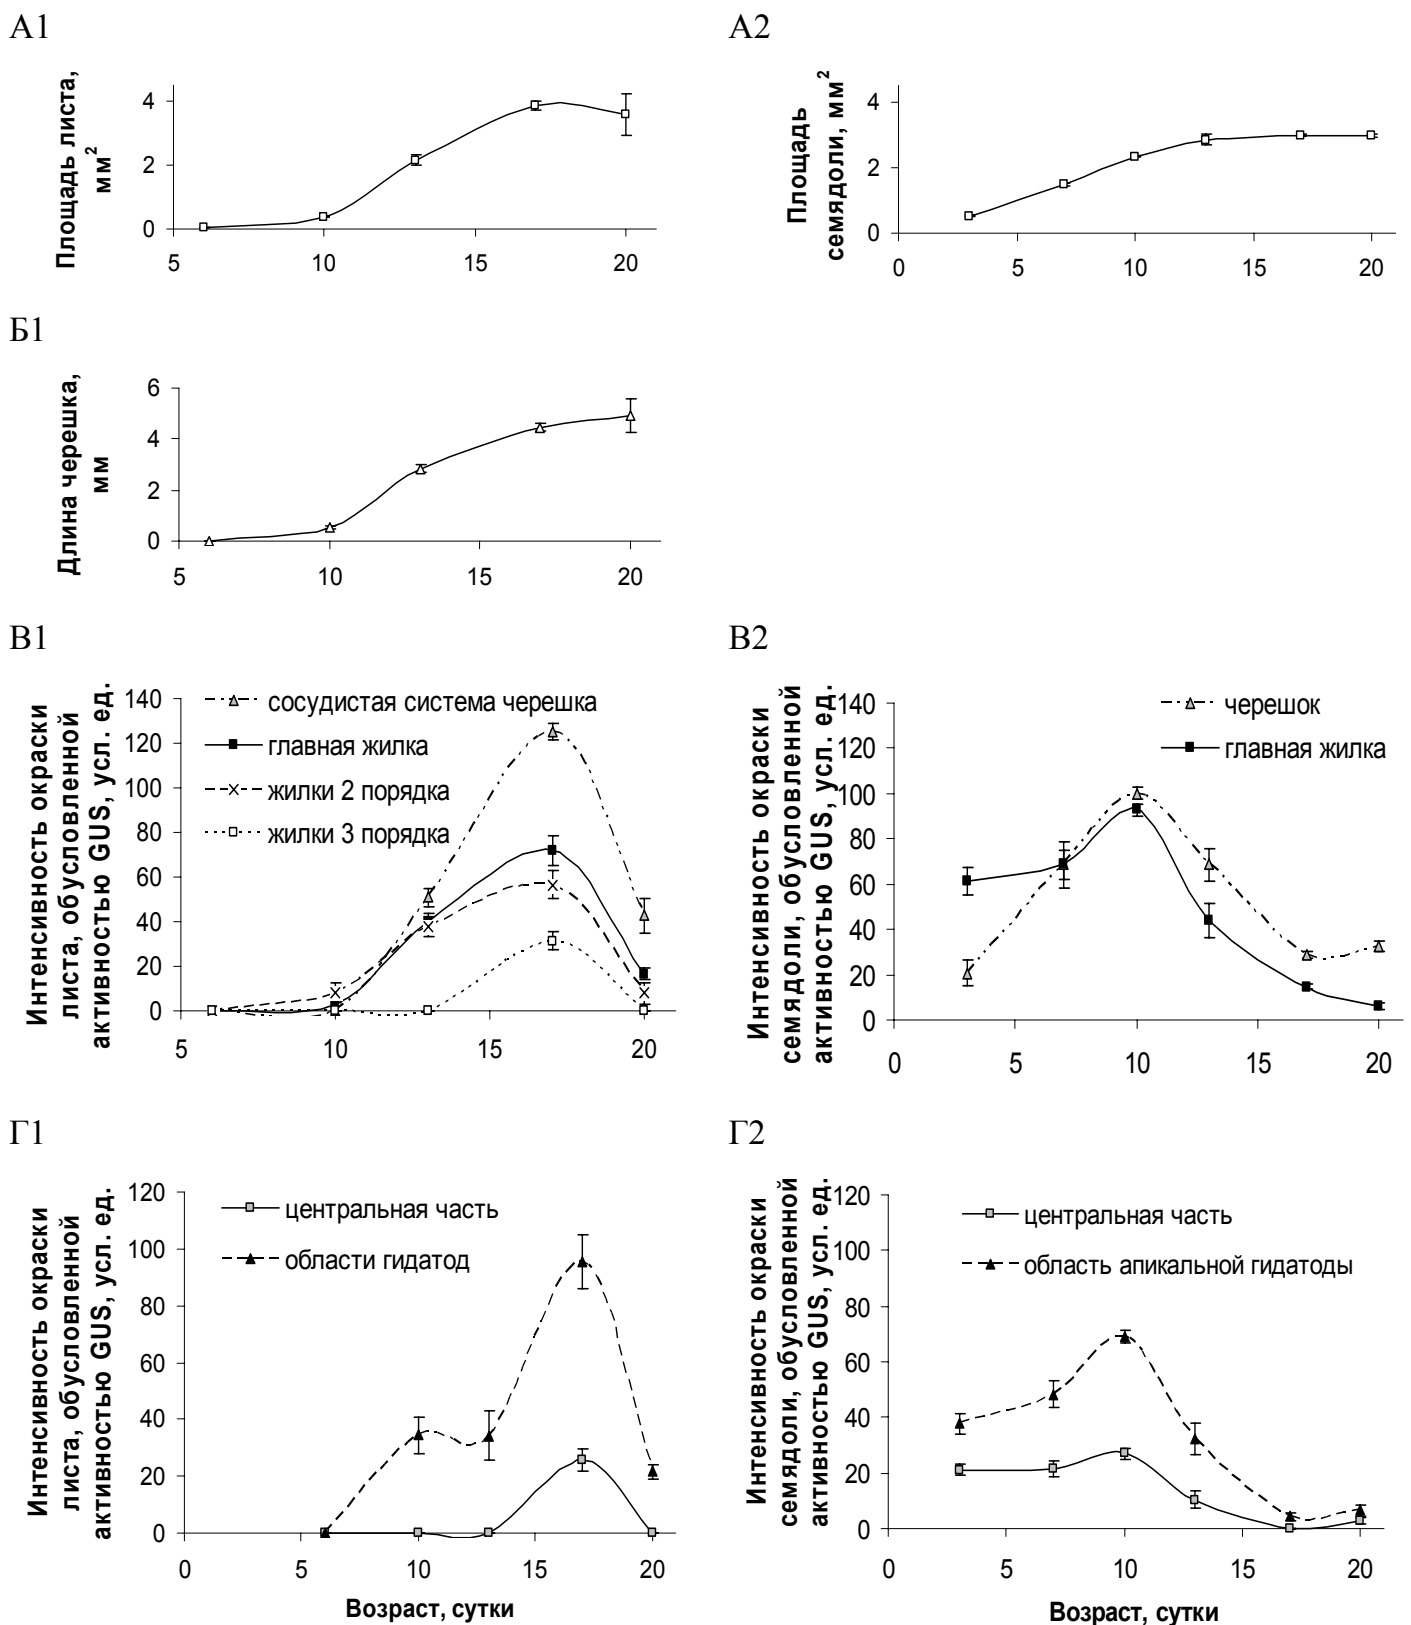 А1
А2
Площадь листа,
мм2
4
2
0
5
10
15
20
Площадь
семядоли, мм2
4
2
0
0
5
10
15
20
Б1
Длина черешка,
мм
6
4
2
0
5
10
15
20
В1
В2
Интенсивность окраски
листа, обусловленной
активностью GUS, усл. ед.
140
120
100
80
60
40
20
0
сосудистая система черешка
главная жилка
жилки 2 порядка
жилки 3 порядка
5
10
15
20
Интенсивность окраски
семядоли, обусловленной
активностью GUS, усл. ед.
140
120
100
80
60
40
20
0
черешок
главная жилка
0
5
10
15
20
Г1
Г2
Интенсивность окраски
листа, обусловленной
активностью GUS, усл. ед.
120
100
80
60
40
20
0
центральная часть
области гидатод
0
5
10
15
20
Возраст, сутки
Интенсивность окраски
семядоли, обусловленной
активностью GUS, усл. ед.
120
100
80
60
40
20
0
центральная часть
область апикальной гидатоды
0
5
10
15
20
Возраст, сутки